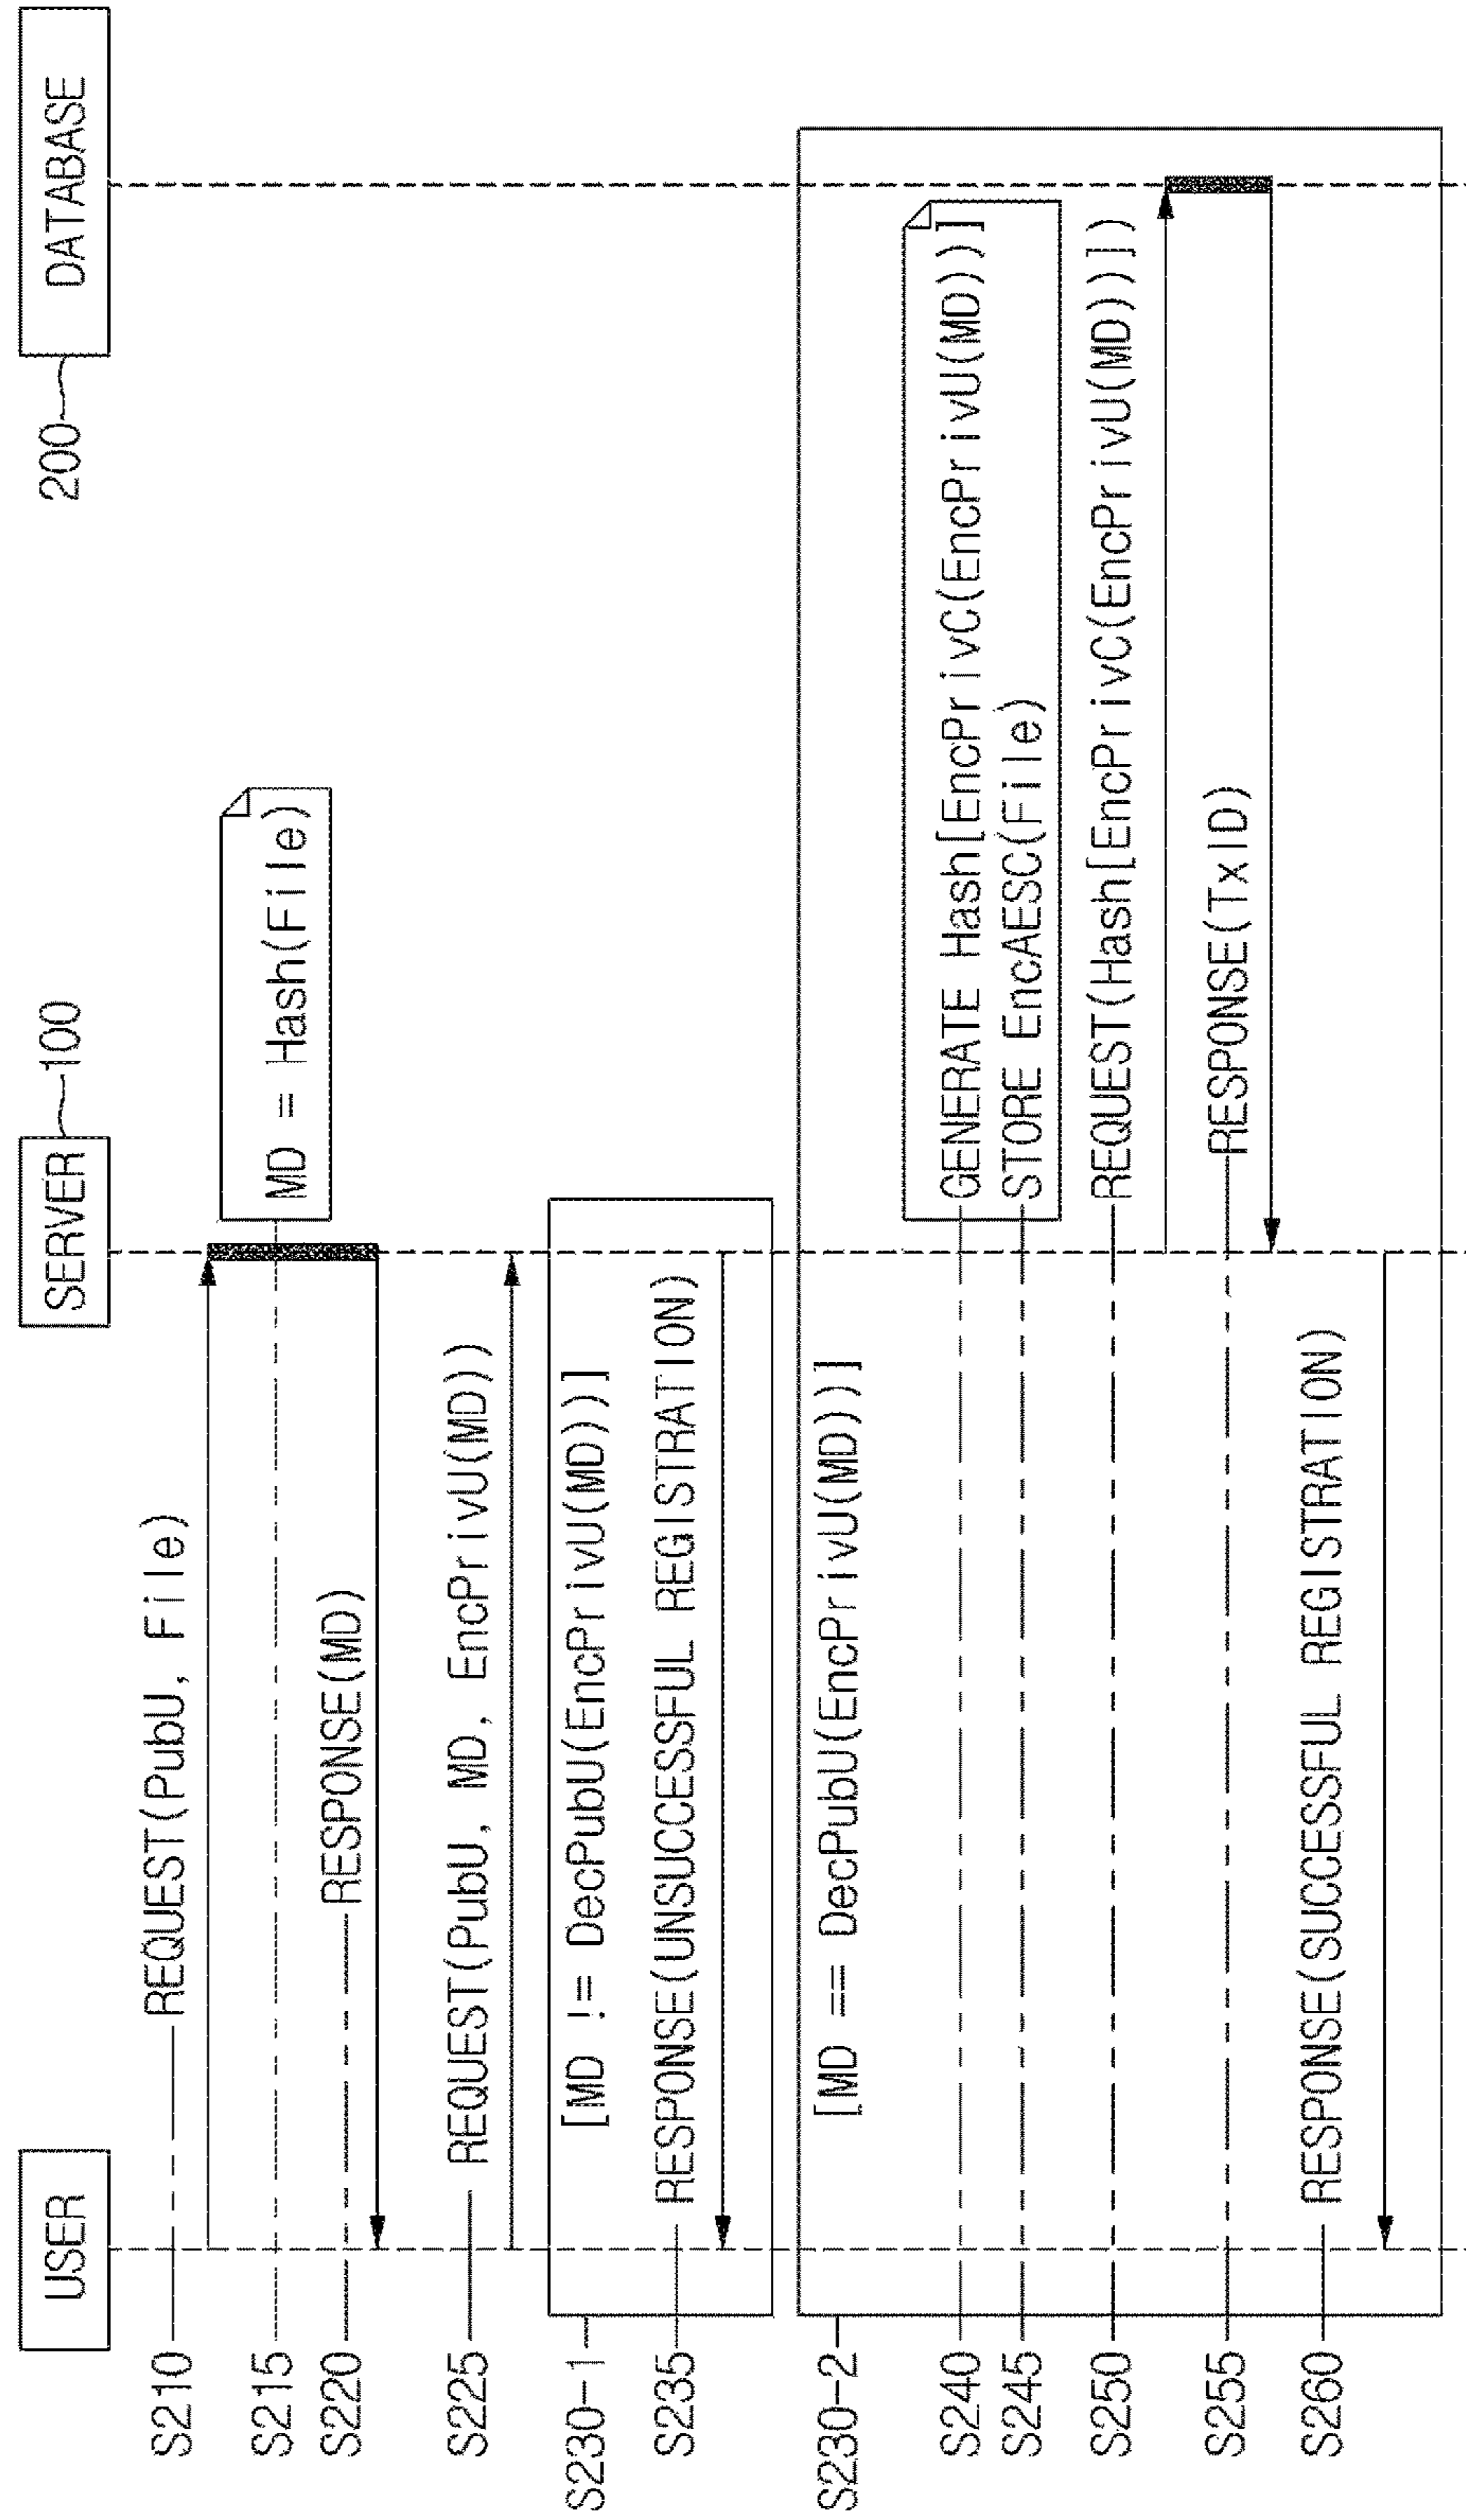 USER
SERVER
100
DATABASE
200
S210
REQUEST(PubU, File)
S215
MD = Hash(File)
S220
RESPONSE(MD)
S225
REQUEST(PubU, MD, EncPrivU(MD))
S230-1
[MD != DecPubU(EncPrivU(MD))]
S235
RESPONSE(UNSUCCESSFUL REGISTRATION)
S230-2
[MD == DecPubU(EncPrivU(MD))]
S240
GENERATE Hash[EncPrivC(EncPrivU(MD))]
S245
STORE EncAESC(File)
S250
REQUEST(Hash[EncPrivC(EncPrivU(MD))])
S255
RESPONSE(TxID)
S260
RESPONSE(SUCCESSFUL REGISTRATION)